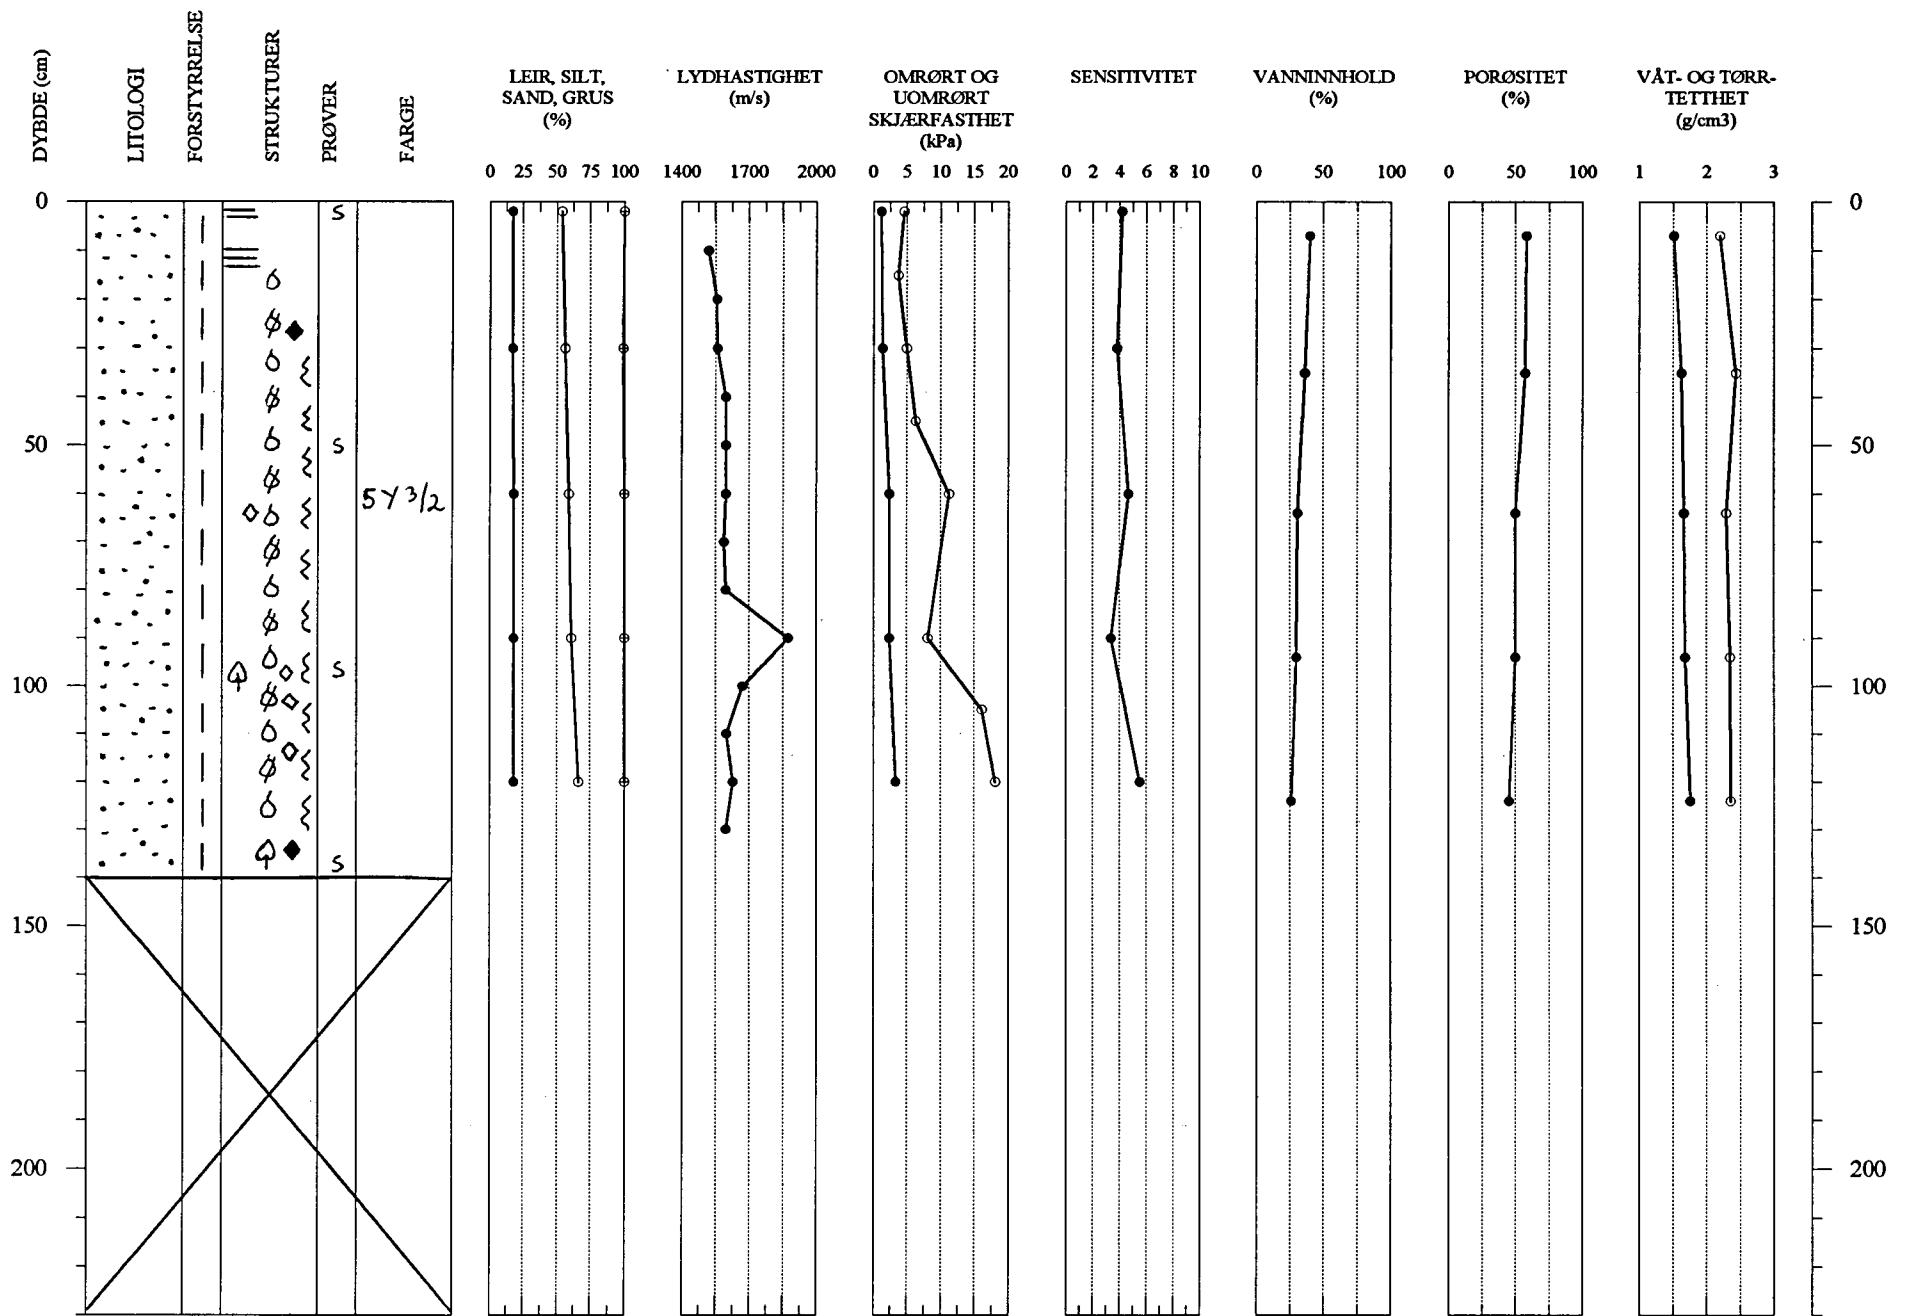 DYBDE (cm)
LITOLOGI
FORSTYRRELSE
STRUKTURER
PRØVER
FARGE
LEIR, SILT,
SAND, GRUS
(%)
LYDHASTIGHET
(m/s)
OMRØRT OG
UOMRØRT
SKJÆRFASTHET
(kPa)
SENSITIVITET
VANNINNHOLD
(%)
PORØSITET
(%)
VÅT- OG TØRR-
TETTHET
(g/cm3)
0 25 50 75 100
1400 1700 2000
0 5 10 15 20
0 2 4 6 8 10
0 50 100
0 50 100
1 2 3
0 S 0
50 S 50
5Y 3/2
S
100 100
S
150 150
200 200